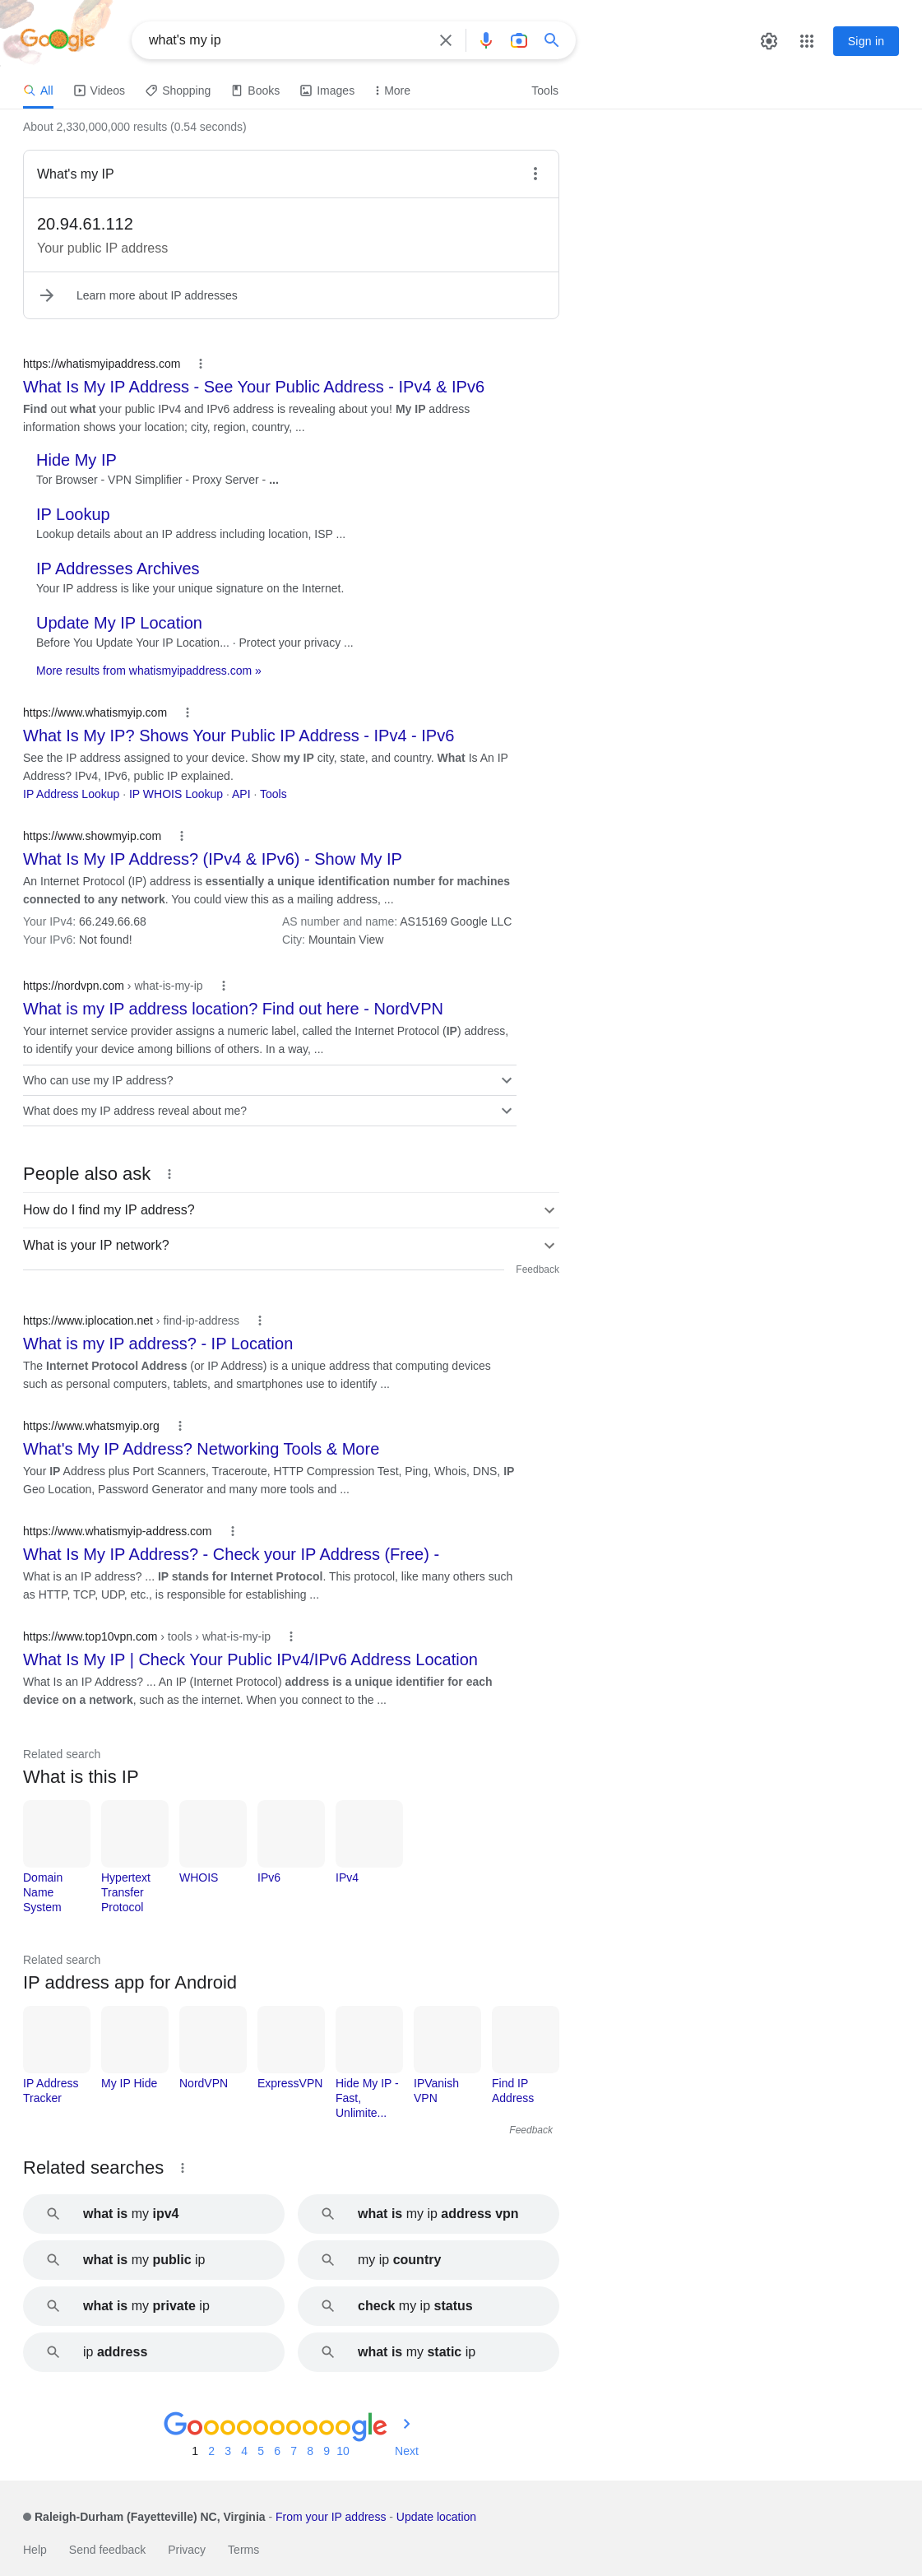 Google
what's my ip
Sign in
All
Videos
Shopping
Books
Images
More
Tools
About 2,330,000,000 results (0.54 seconds)
What's my IP
20.94.61.112
Your public IP address
Learn more about IP addresses
https://whatismyipaddress.com
What Is My IP Address - See Your Public Address - IPv4 & IPv6
Find out what your public IPv4 and IPv6 address is revealing about you! My IP address
information shows your location; city, region, country, ...
Hide My IP
Tor Browser - VPN Simplifier - Proxy Server - ...
IP Lookup
Lookup details about an IP address including location, ISP ...
IP Addresses Archives
Your IP address is like your unique signature on the Internet.
Update My IP Location
Before You Update Your IP Location... · Protect your privacy ...
More results from whatismyipaddress.com »
https://www.whatismyip.com
What Is My IP? Shows Your Public IP Address - IPv4 - IPv6
See the IP address assigned to your device. Show my IP city, state, and country. What Is An IP
Address? IPv4, IPv6, public IP explained.
IP Address Lookup · IP WHOIS Lookup · API · Tools
https://www.showmyip.com
What Is My IP Address? (IPv4 & IPv6) - Show My IP
An Internet Protocol (IP) address is essentially a unique identification number for machines
connected to any network. You could view this as a mailing address, ...
Your IPv4: 66.249.66.68
AS number and name: AS15169 Google LLC
Your IPv6: Not found!
City: Mountain View
https://nordvpn.com › what-is-my-ip
What is my IP address location? Find out here - NordVPN
Your internet service provider assigns a numeric label, called the Internet Protocol (IP) address,
to identify your device among billions of others. In a way, ...
Who can use my IP address?
What does my IP address reveal about me?
People also ask
How do I find my IP address?
What is your IP network?
Feedback
https://www.iplocation.net › find-ip-address
What is my IP address? - IP Location
The Internet Protocol Address (or IP Address) is a unique address that computing devices
such as personal computers, tablets, and smartphones use to identify ...
https://www.whatsmyip.org
What's My IP Address? Networking Tools & More
Your IP Address plus Port Scanners, Traceroute, HTTP Compression Test, Ping, Whois, DNS, IP
Geo Location, Password Generator and many more tools and ...
https://www.whatismyip-address.com
What Is My IP Address? - Check your IP Address (Free) -
What is an IP address? ... IP stands for Internet Protocol. This protocol, like many others such
as HTTP, TCP, UDP, etc., is responsible for establishing ...
https://www.top10vpn.com › tools › what-is-my-ip
What Is My IP | Check Your Public IPv4/IPv6 Address Location
What Is an IP Address? ... An IP (Internet Protocol) address is a unique identifier for each
device on a network, such as the internet. When you connect to the ...
Related search
What is this IP
Domain
Name
System
Hypertext
Transfer
Protocol
WHOIS
IPv6
IPv4
Related search
IP address app for Android
IP Address
Tracker
My IP Hide
NordVPN
ExpressVPN
Hide My IP -
Fast,
Unlimite...
IPVanish
VPN
Find IP
Address
Feedback
Related searches
what is my ipv4
what is my ip address vpn
what is my public ip
my ip country
what is my private ip
check my ip status
ip address
what is my static ip
Goooooooooogle
1 2 3 4 5 6 7 8 9 10 Next
Raleigh-Durham (Fayetteville) NC, Virginia - From your IP address - Update location
Help
Send feedback
Privacy
Terms